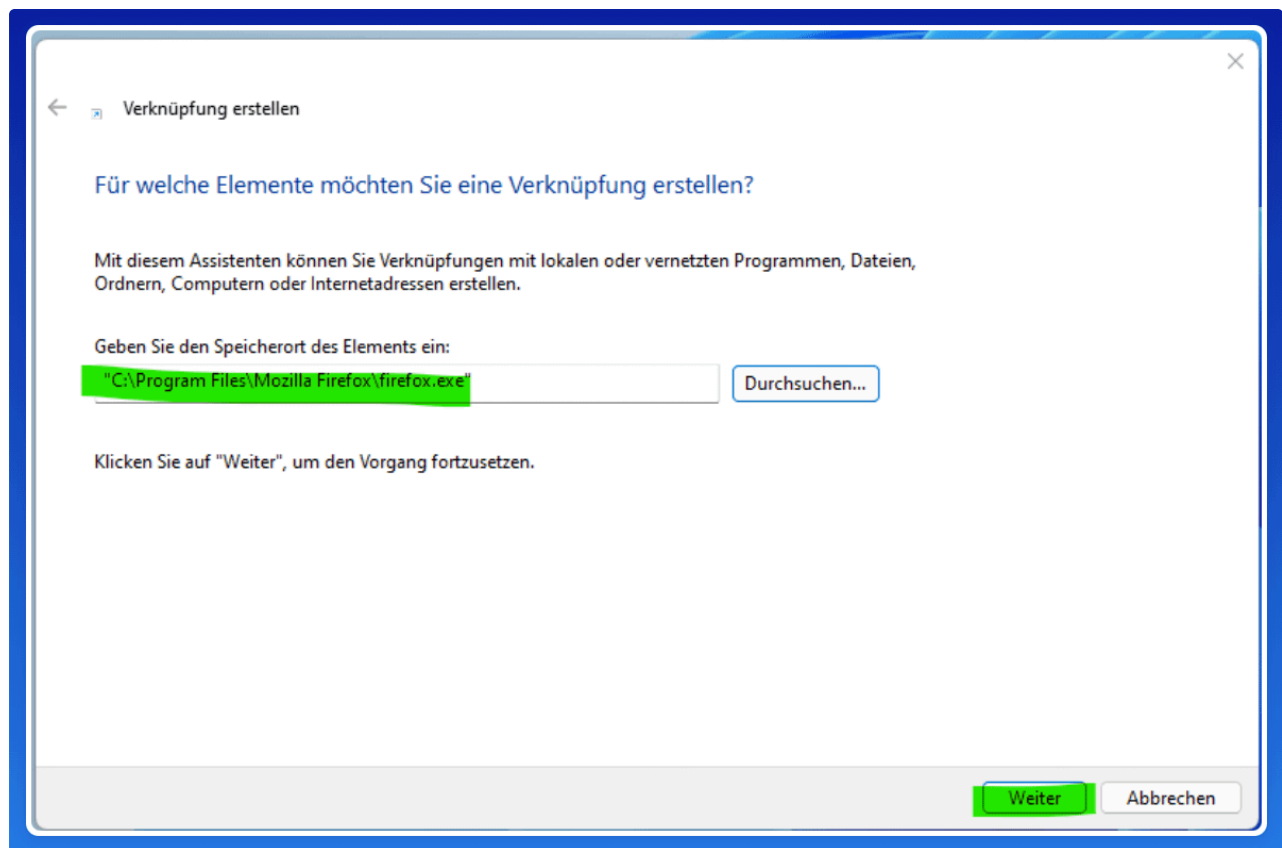 Verknüpfung erstellen
Für welche Elemente möchten Sie eine Verknüpfung erstellen?
Mit diesem Assistenten können Sie Verknüpfungen mit lokalen oder vernetzten Programmen, Dateien,
Ordnern, Computern oder Internetadressen erstellen.
Geben Sie den Speicherort des Elements ein:
"C:\Program Files\Mozilla Firefox\firefox.exe"
Durchsuchen...
Klicken Sie auf "Weiter", um den Vorgang fortzusetzen.
Weiter
Abbrechen